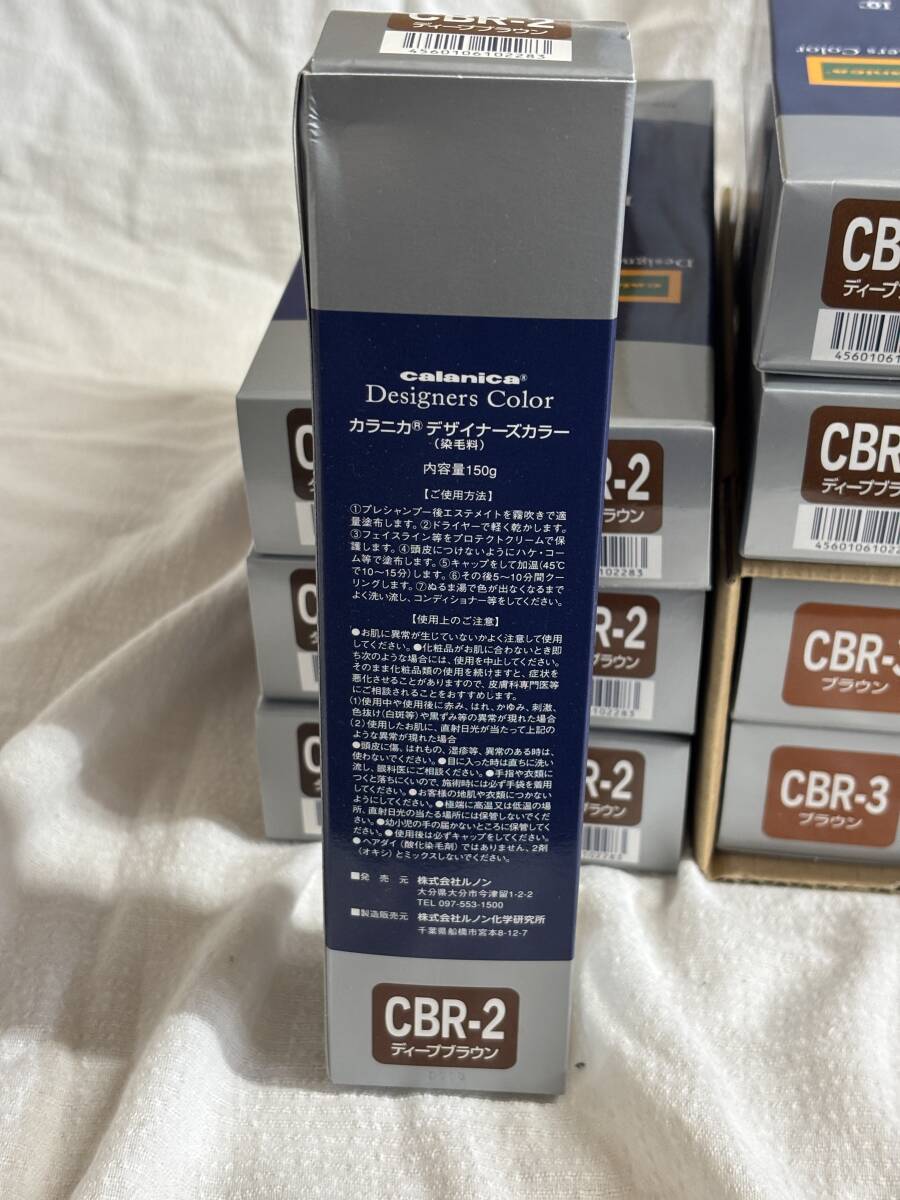 CBR-2
ディープブラウン
4560106102283
calanica®
Designers Color
カラニカ® デザイナーズカラー
(染毛料)
内容量150g
【ご使用方法】
①プレシャンプー後エステメイトを霧吹きで適
量塗布します。②ドライヤーで軽く乾かします。
③フェイスライン等をプロテクトクリームで保
護します。④頭皮につけないようにハケ・コー
ム等で塗布します。⑤キャップをして加温(45℃
で10〜15分)します。⑥その後5〜10分間クー
リングします。⑦ぬるま湯で色が出なくなるまで
よく洗い流し、コンディショナー等をしてください。
【使用上のご注意】
●お肌に異常が生じていないかよく注意して使用
してください。●化粧品がお肌に合わないとき即
ち次のような場合には、使用を中止してください。
そのまま化粧品類の使用を続けますと、症状を
悪化させることがありますので、皮膚科専門医等
にご相談されることをおすすめします。
(1)使用中や使用後に赤み、はれ、かゆみ、刺激、
色抜け(白斑等)や黒ずみ等の異常が現れた場合
(2)使用したお肌に、直射日光が当たって上記の
ような異常が現れた場合
●頭皮に傷、はれもの、湿疹等、異常のある時は、
使わないでください。●目に入った時は直ちに洗い
流し、眼科医にご相談ください。●手指や衣類に
つくと落ちにくいので、施術時には必ず手袋を着用
してください。●お客様の地肌や衣類につかない
ようにしてください。●極端に高温又は低温の場
所、直射日光の当たる場所には保管しないでくだ
さい。●幼小児の手の届かないところに保管してく
ださい。●使用後は必ずキャップをしてください。
●ヘアダイ(酸化染毛剤)ではありません、2剤
(オキシ)とミックスしないでください。
■発 売 元 株式会社ルノン
大分県大分市今津留1-2-2
TEL 097-553-1500
■製造販売元 株式会社ルノン化学研究所
千葉県船橋市宮本8-12-7
CBR-2
ディープブラウン
R-2
ブラウン
02283
R-2
ブラウン
6102283
R-2
ブラウン
06102283
Designe
ers Color
CB
ディープ
4560106
CBR
ディープブラ
45601061022
CBR-3
ブラウン
CBR-3
ブラウン